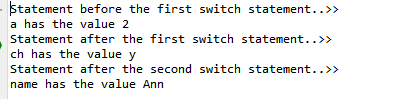 Statement before the first switch statement..>>
a has the value 2
Statement after the first switch statement..>>
ch has the value y
Statement after the second switch statement..>>
name has the value Ann